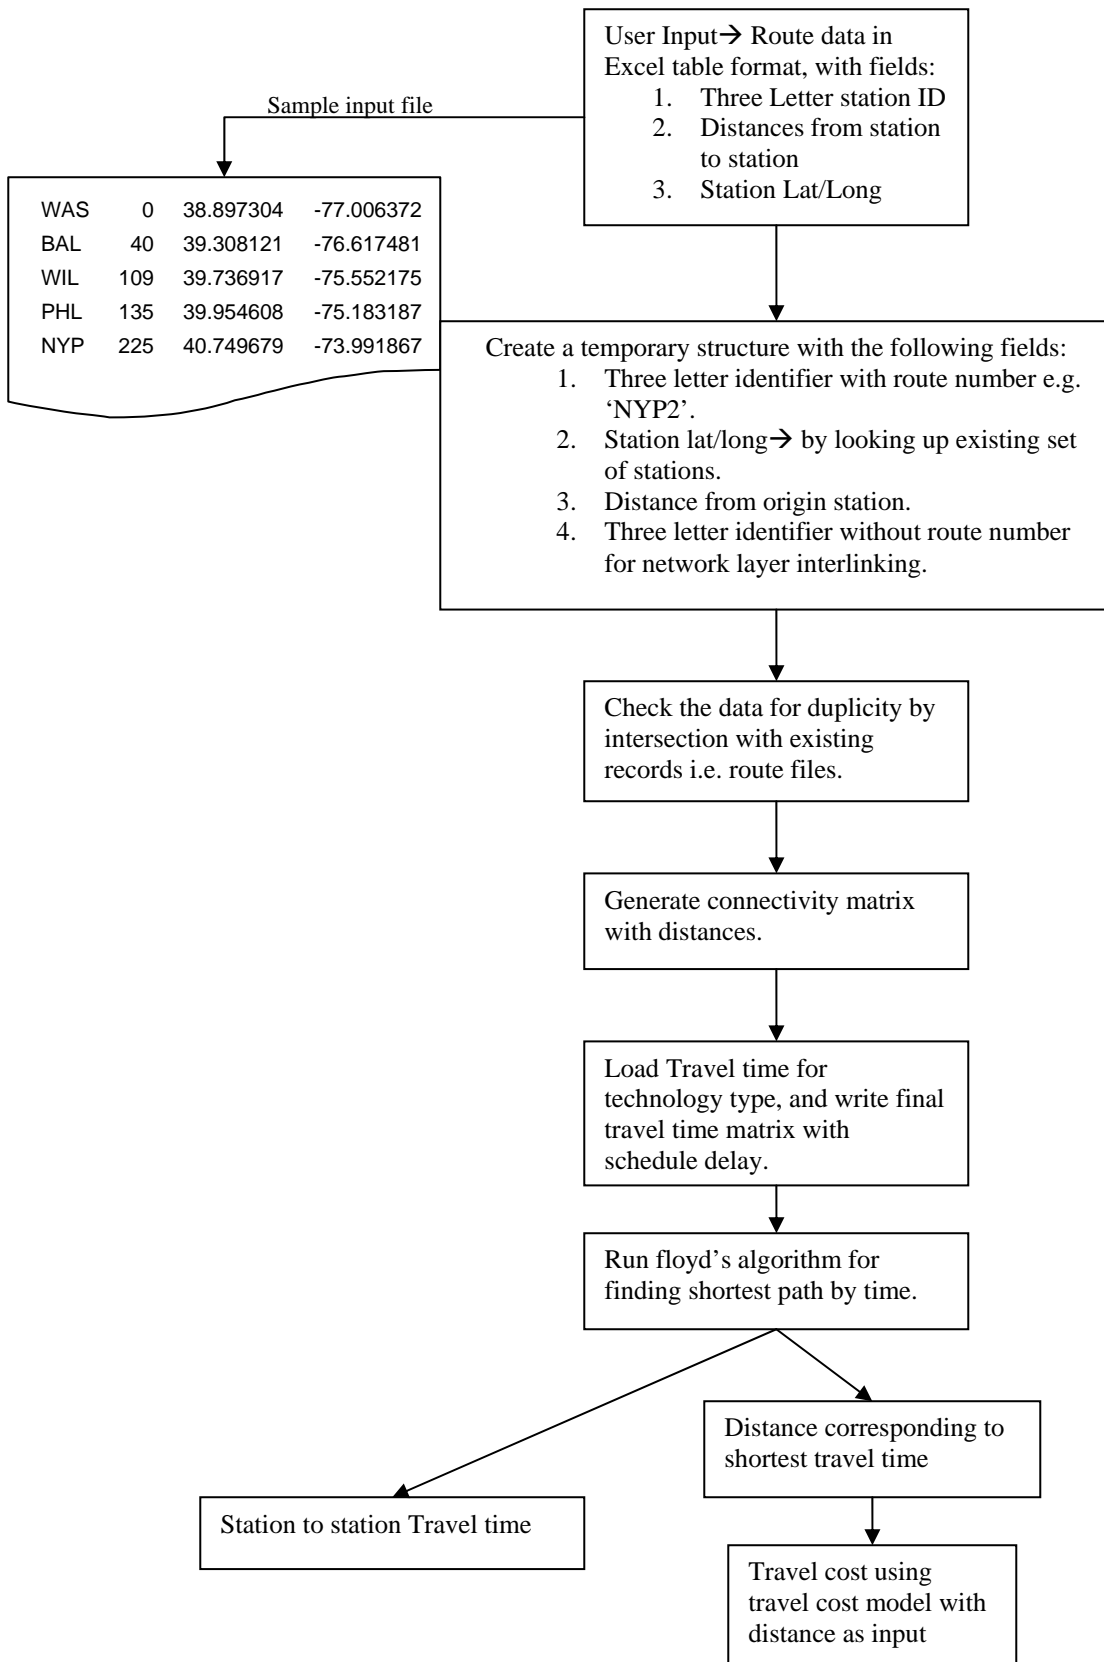 User Input→ Route data in
Excel table format, with fields:
1. Three Letter station ID
2. Distances from station
to station
3. Station Lat/Long
Sample input file
WAS 0 38.897304 -77.006372
BAL 40 39.308121 -76.617481
WIL 109 39.736917 -75.552175
PHL 135 39.954608 -75.183187
NYP 225 40.749679 -73.991867
Create a temporary structure with the following fields:
1. Three letter identifier with route number e.g.
‘NYP2’.
2. Station lat/long→ by looking up existing set
of stations.
3. Distance from origin station.
4. Three letter identifier without route number
for network layer interlinking.
Check the data for duplicity by
intersection with existing
records i.e. route files.
Generate connectivity matrix
with distances.
Load Travel time for
technology type, and write final
travel time matrix with
schedule delay.
Run floyd’s algorithm for
finding shortest path by time.
Distance corresponding to
shortest travel time
Station to station Travel time
Travel cost using
travel cost model with
distance as input